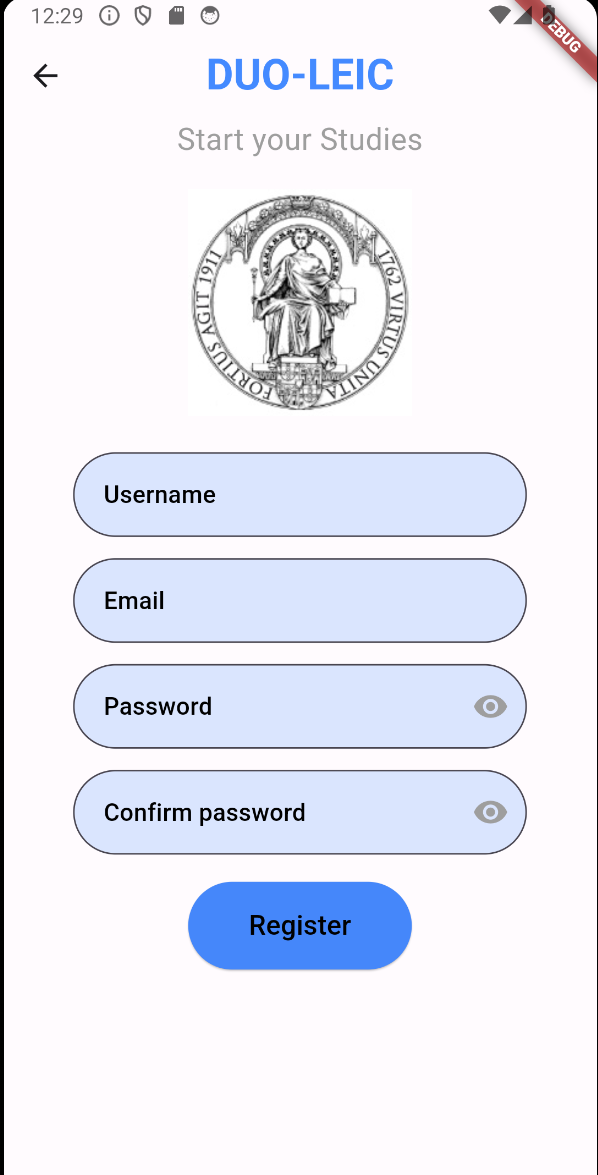 12:29
DEBUG
DUO-LEIC
Start your Studies
FORTIUS AGIT 1911
1762 VIRTUS UNITA
Username
Email
Password
Confirm password
Register